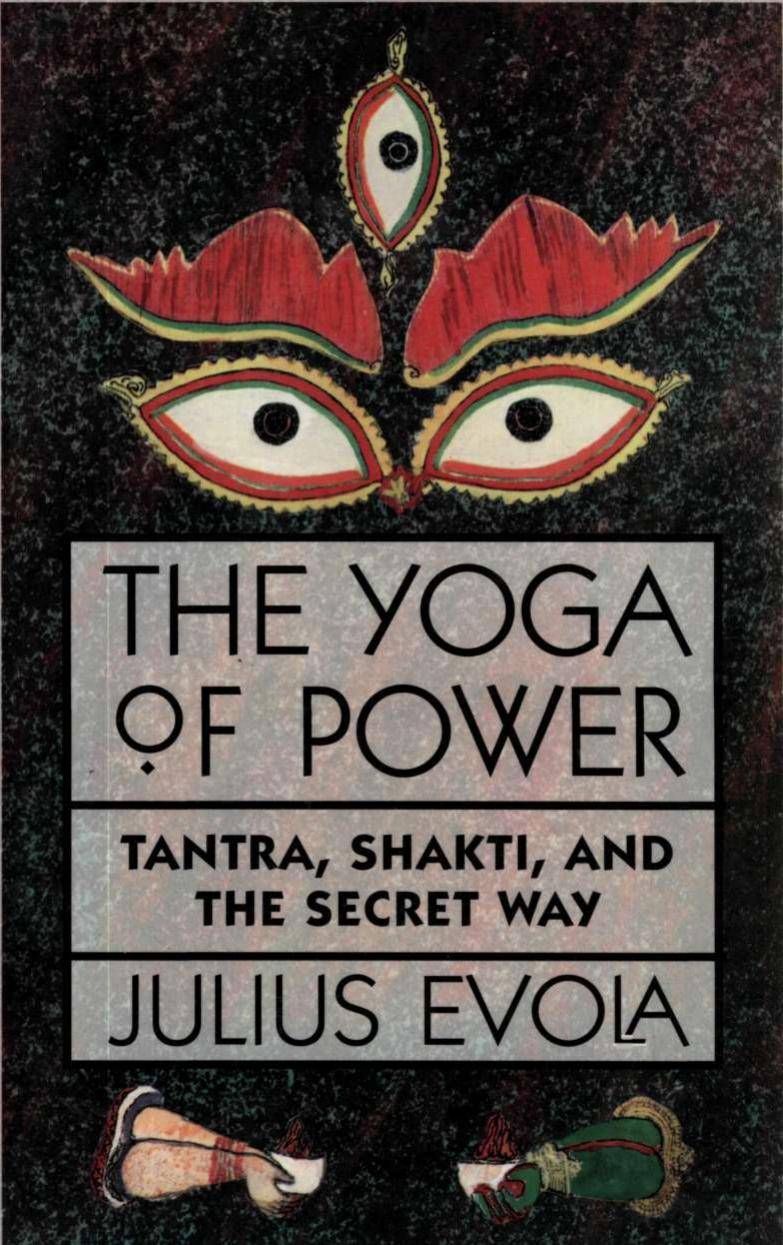 THE YOGA
OF POWER
TANTRA, SHAKTI, AND
THE SECRET WAY
JULIUS EVOLA